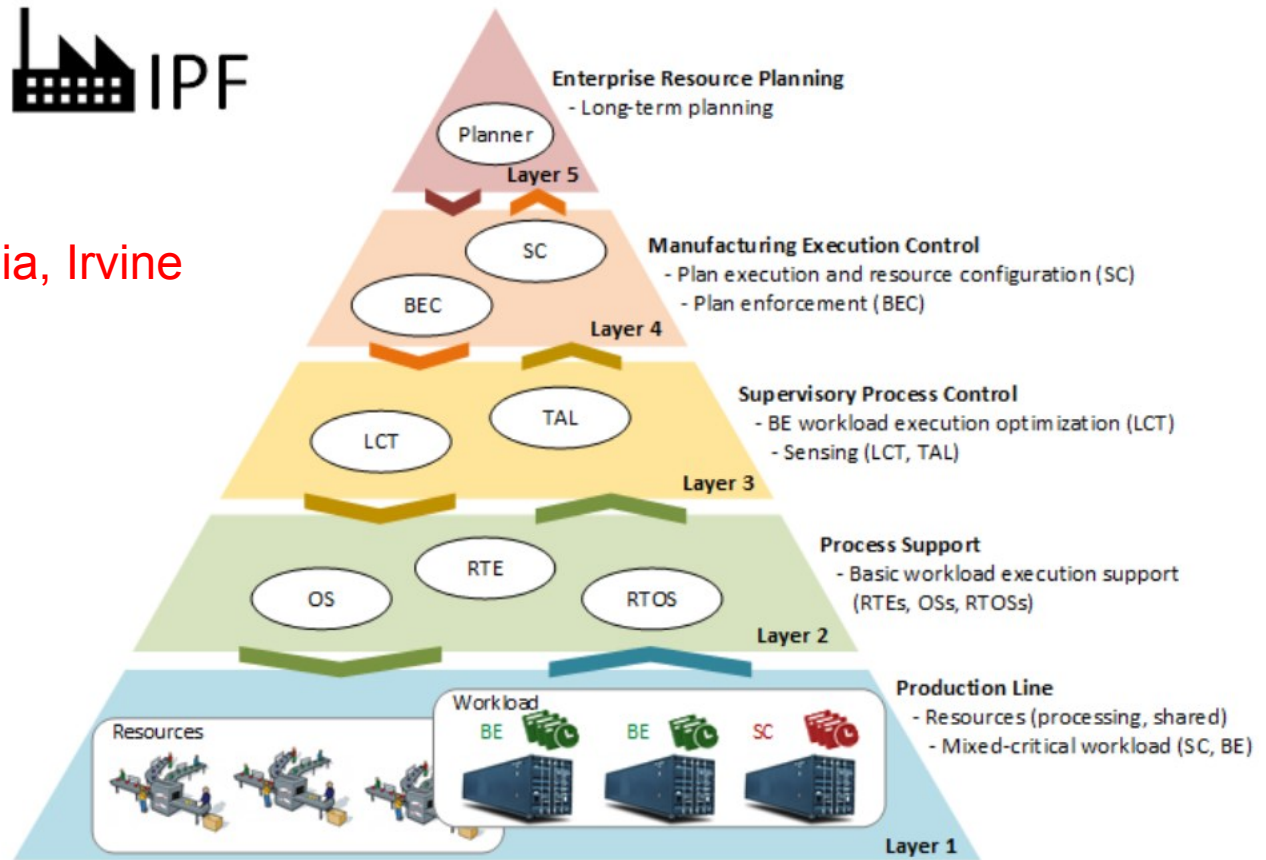 IPF
ia, Irvine
Enterprise Resource Planning
- Long-term planning
Planner
Layer 5
SC
BEC
Layer 4
Manufacturing Execution Control
- Plan execution and resource configuration (SC)
- Plan enforcement (BEC)
LCT
TAL
Layer 3
Supervisory Process Control
- BE workload execution optimization (LCT)
- Sensing (LCT, TAL)
OS
RTE
RTOS
Layer 2
Process Support
- Basic workload execution support
(RTEs, OSs, RTOSs)
Resources
Workload
BE
BE
SC
Layer 1
Production Line
- Resources (processing, shared)
- Mixed-critical workload (SC, BE)